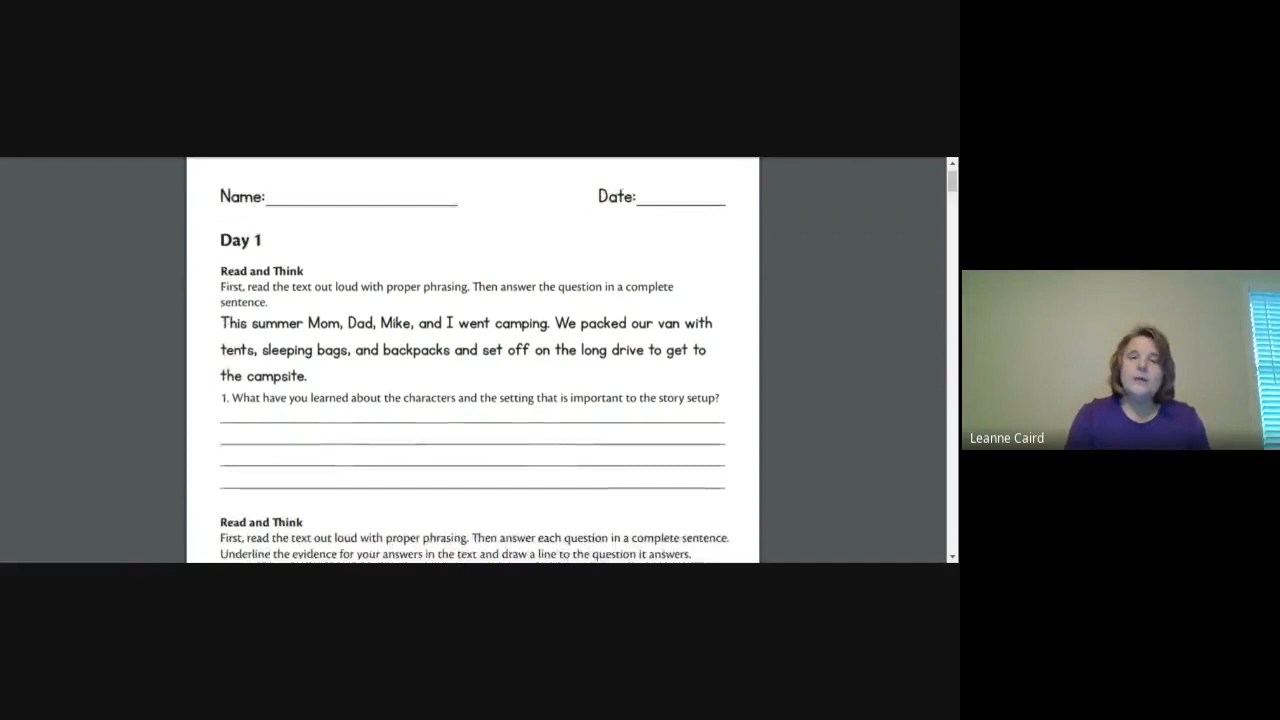 Name:
Date:
Day 1
Read and Think
First, read the text out loud with proper phrasing. Then answer the question in a complete
sentence.
This summer Mom, Dad, Mike, and I went camping. We packed our van with
tents, sleeping bags, and backpacks and set off on the long drive to get to
the campsite.
1. What have you learned about the characters and the setting that is important to the story setup?
Read and Think
First, read the text out loud with proper phrasing. Then answer each question in a complete sentence.
Underline the evidence for your answers in the text and draw a line to the question it answers.
Leanne Caird